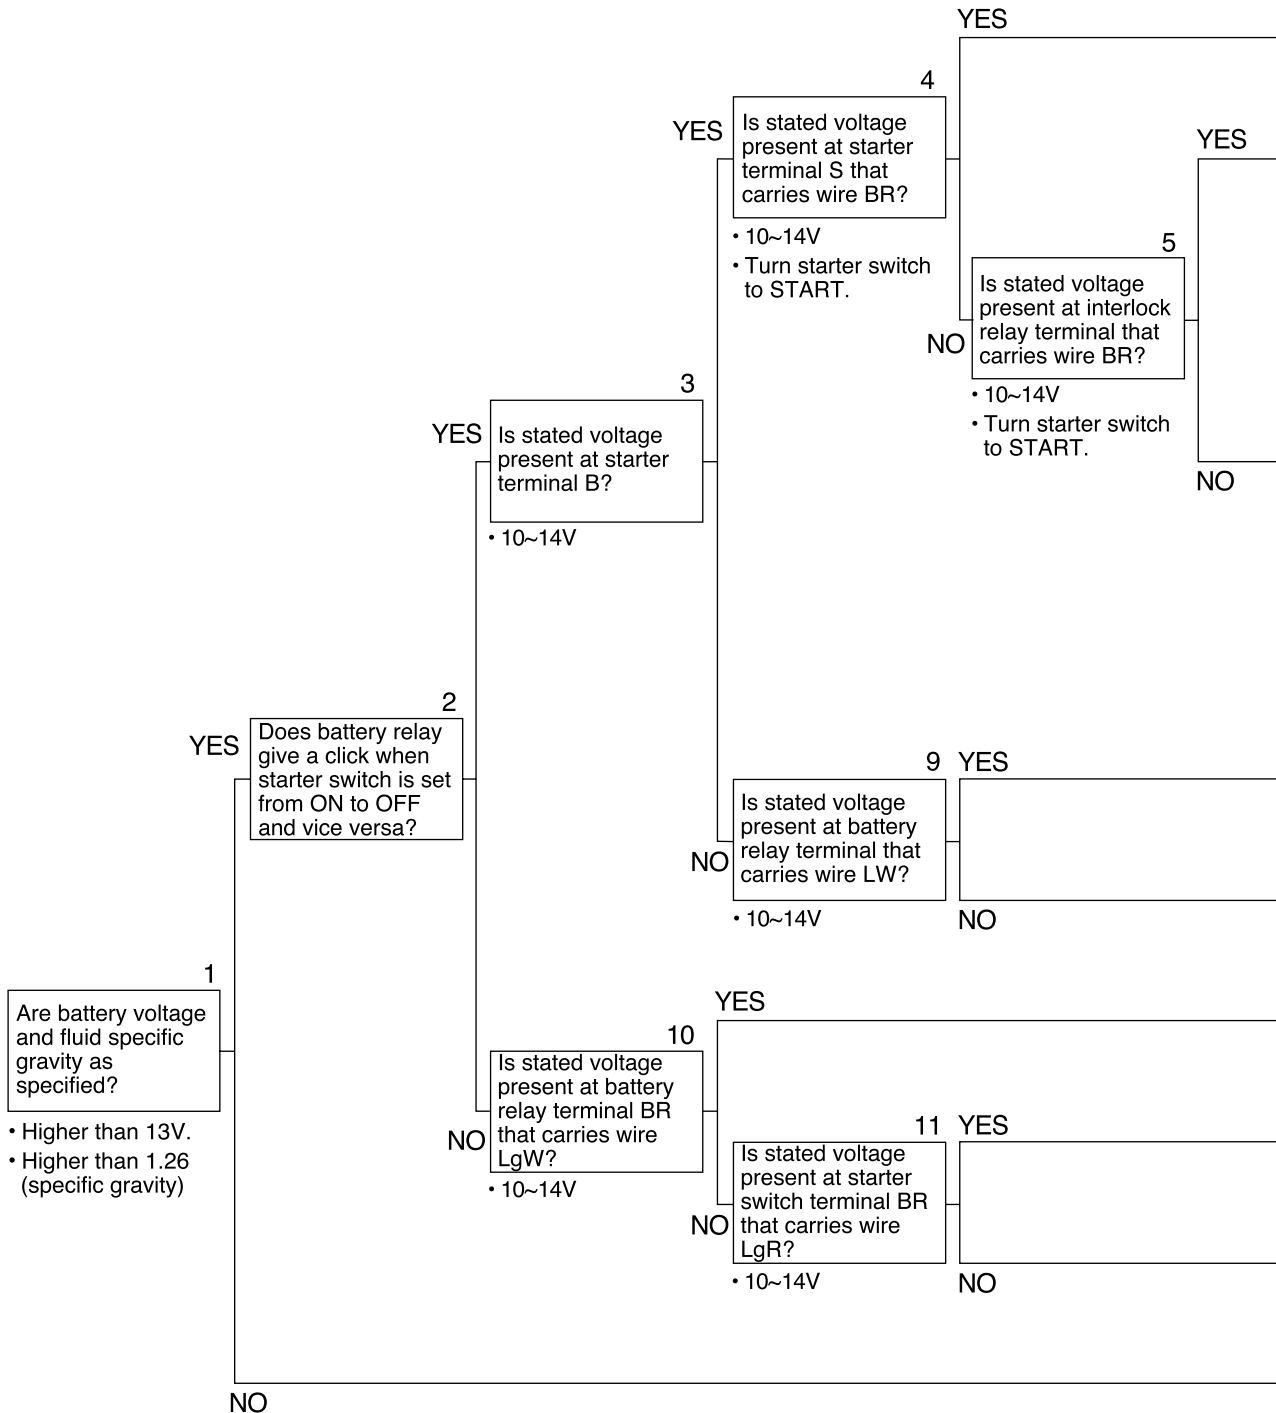 YES
4
YES
Is stated voltage
present at starter
terminal S that
carries wire BR?
• 10~14V
• Turn starter switch
to START.
YES
5
NO
Is stated voltage
present at interlock
relay terminal that
carries wire BR?
• 10~14V
• Turn starter switch
to START.
NO
3
YES
Is stated voltage
present at starter
terminal B?
• 10~14V
2
YES
Does battery relay
give a click when
starter switch is set
from ON to OFF
and vice versa?
9
YES
NO
Is stated voltage
present at battery
relay terminal that
carries wire LW?
• 10~14V
NO
1
Are battery voltage
and fluid specific
gravity as
specified?
• Higher than 13V.
• Higher than 1.26
(specific gravity)
YES
10
NO
Is stated voltage
present at battery
relay terminal BR
that carries wire
LgW?
• 10~14V
11
YES
NO
Is stated voltage
present at starter
switch terminal BR
that carries wire
LgR?
• 10~14V
NO
NO